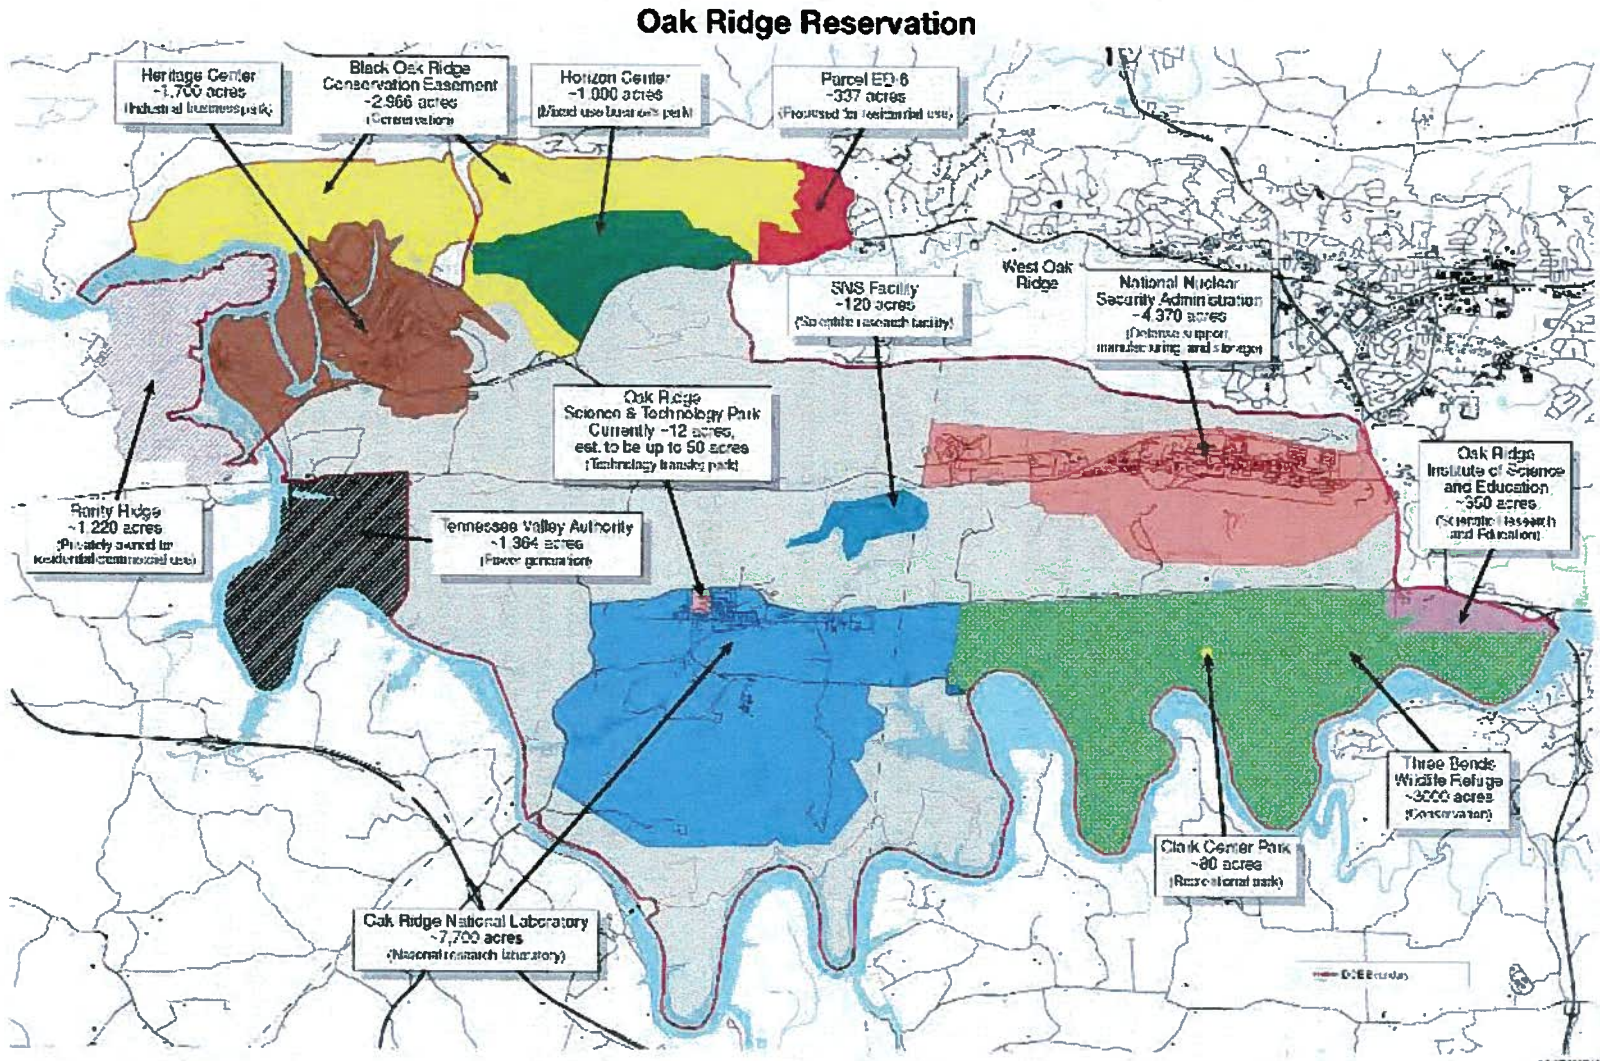 Oak Ridge Reservation
Heritage Center
~1,700 acres
(Industrial business park)
Black Oak Ridge
Conservation Easement
~2,966 acres
(Conservation)
Horizon Center
~1,000 acres
(Mixed use business park)
Parcel ED-6
~337 acres
(Proposed for residential use)
SNS Facility
~120 acres
(Scientific research facility)
West Oak
Ridge
National Nuclear
Security Administration
~4,370 acres
(Defense support,
manufacturing, and storage)
Oak Ridge
Science & Technology Park
Currently ~12 acres,
est. to be up to 50 acres
(Technology transfer park)
Oak Ridge
Institute of Science
and Education
~350 acres
(Scientific Research
and Education)
Rarity Ridge
~1,220 acres
(Privately owned for
residential/commercial use)
Tennessee Valley Authority
~1,364 acres
(Power generation)
Three Bends
Wildlife Refuge
~3000 acres
(Conservation)
Clark Center Park
~80 acres
(Recreational park)
Oak Ridge National Laboratory
~7,700 acres
(National research laboratory)
DOE Boundary